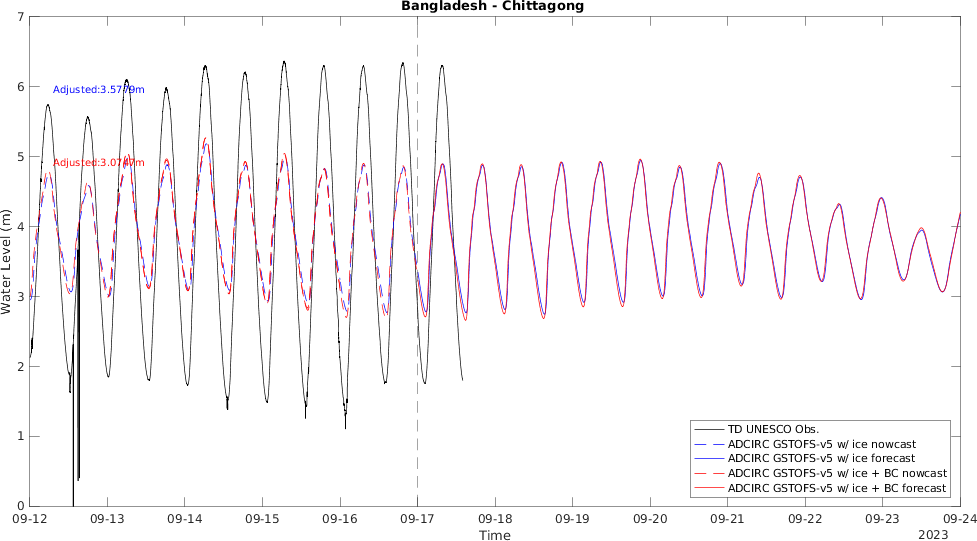 Bangladesh - Chittagong
7
6
5
4
3
2
1
0
Water Level (m)
Adjusted:3.5779m
Adjusted:3.0747m
TD UNESCO Obs.
ADCIRC GSTOFS-v5 w/ ice nowcast
ADCIRC GSTOFS-v5 w/ ice forecast
ADCIRC GSTOFS-v5 w/ ice + BC nowcast
ADCIRC GSTOFS-v5 w/ ice + BC forecast
09-12 09-13 09-14 09-15 09-16 09-17 09-18 09-19 09-20 09-21 09-22 09-23 09-24
Time
2023